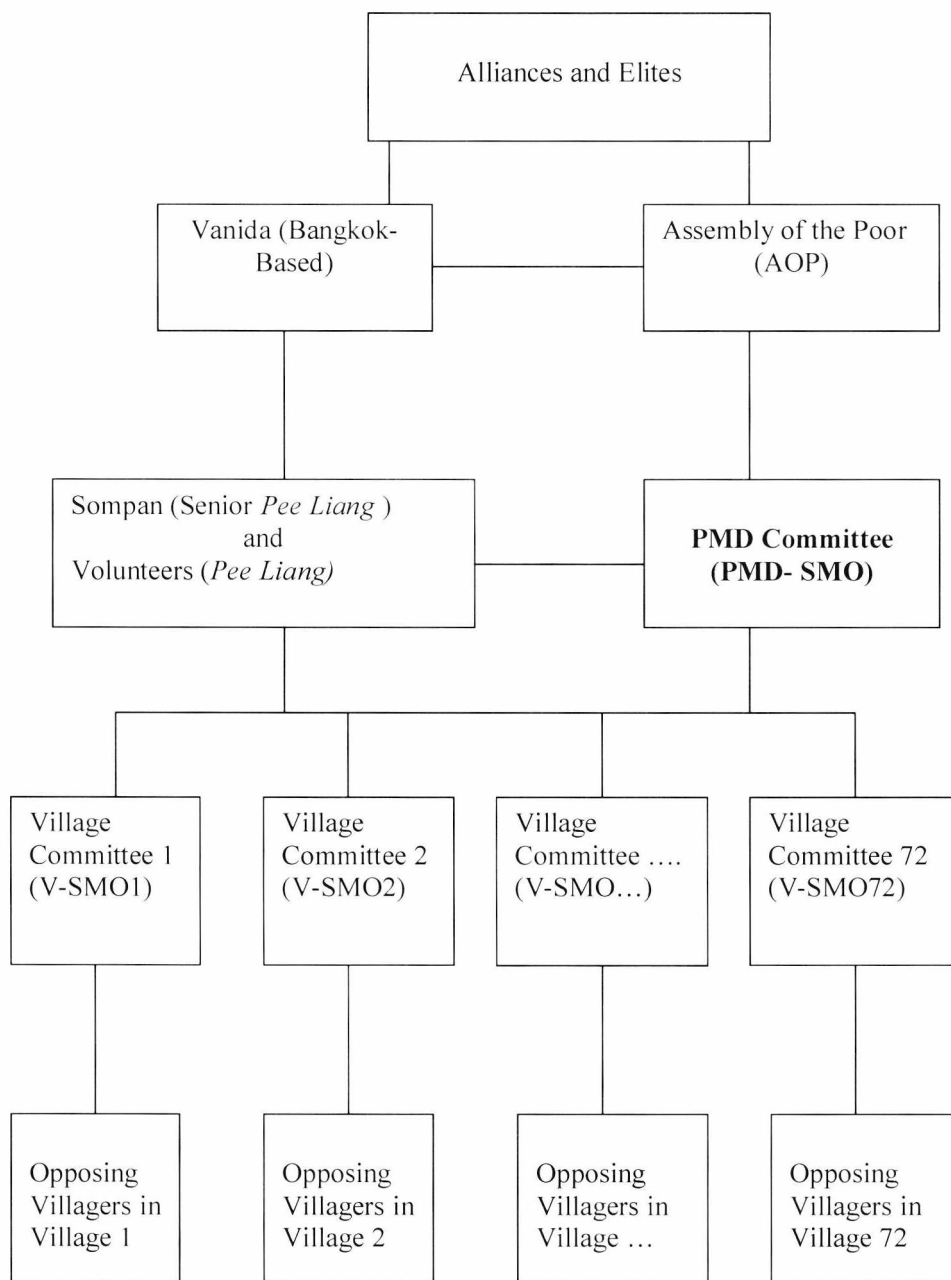 Alliances and Elites
Vanida (Bangkok-
Based)
Assembly of the Poor
(AOP)
Sompan (Senior Pee Liang )
and
Volunteers (Pee Liang)
PMD Committee
(PMD- SMO)
Village
Committee 1
(V-SMO1)
Village
Committee 2
(V-SMO2)
Village
Committee ....
(V-SMO...)
Village
Committee 72
(V-SMO72)
Opposing
Villagers in
Village 1
Opposing
Villagers in
Village 2
Opposing
Villagers in
Village ...
Opposing
Villagers in
Village 72